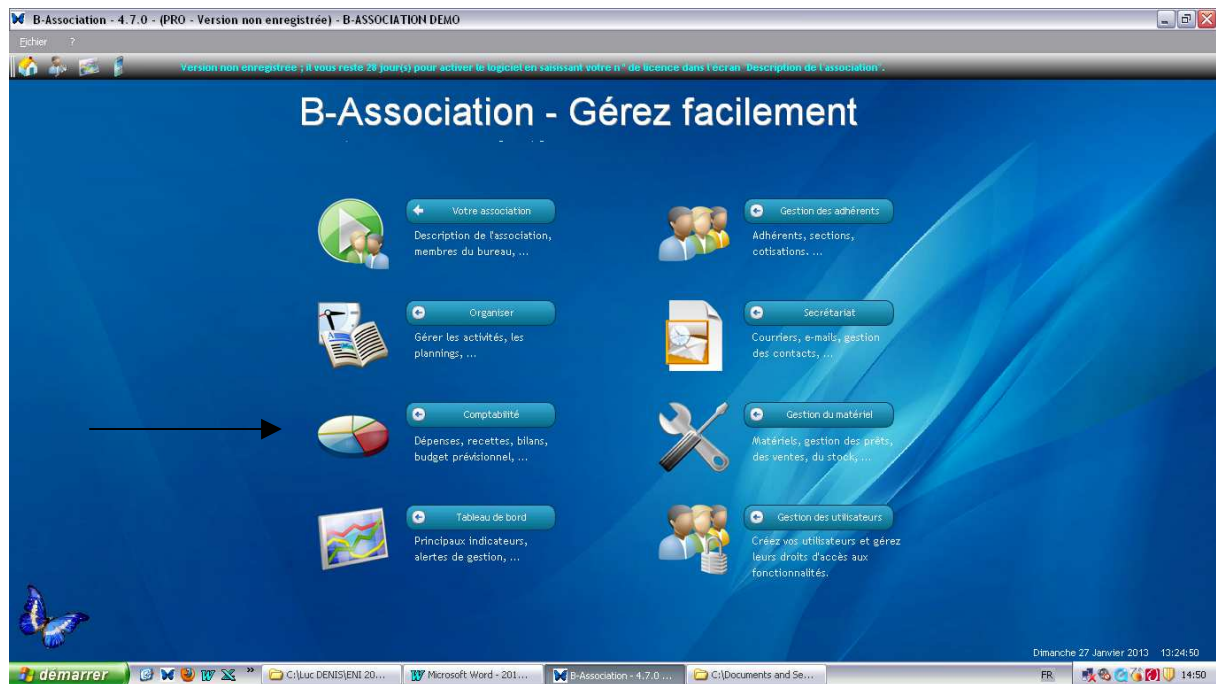 B-Association - 4.7.0 - (PRO - Version non enregistrée) - B-ASSOCIATION DEMO
Eichier ?
Version non enregistrée ; il vous reste 28 jour(s) pour activer le logiciel en saisissant votre n° de licence dans l'écran 'Description de l'association'.
B-Association - Gérez facilement
Votre association
Description de l'association,
membres du bureau, ...
Gestion des adhérents
Adhérents, sections,
cotisations. ...
Organiser
Gérer les activités, les
plannings, ...
Secrétariat
Courriers, e-mails, gestion
des contacts, ...
Comptabilité
Dépenses, recettes, bilans,
budget prévisionnel, ...
Gestion du matériel
Matériels, gestion des prêts,
des ventes, du stock, ...
Tableau de bord
Principaux indicateurs,
alertes de gestion, ...
Gestion des utilisateurs
Créez vos utilisateurs et gérez
leurs droits d'accès aux
fonctionnalités.
Dimanche 27 Janvier 2013 13:24:50
démarrer
C:\Luc DENIS\ENI 20...
Microsoft Word - 201...
B-Association - 4.7.0 ...
C:\Documents and Se...
FR
14:50